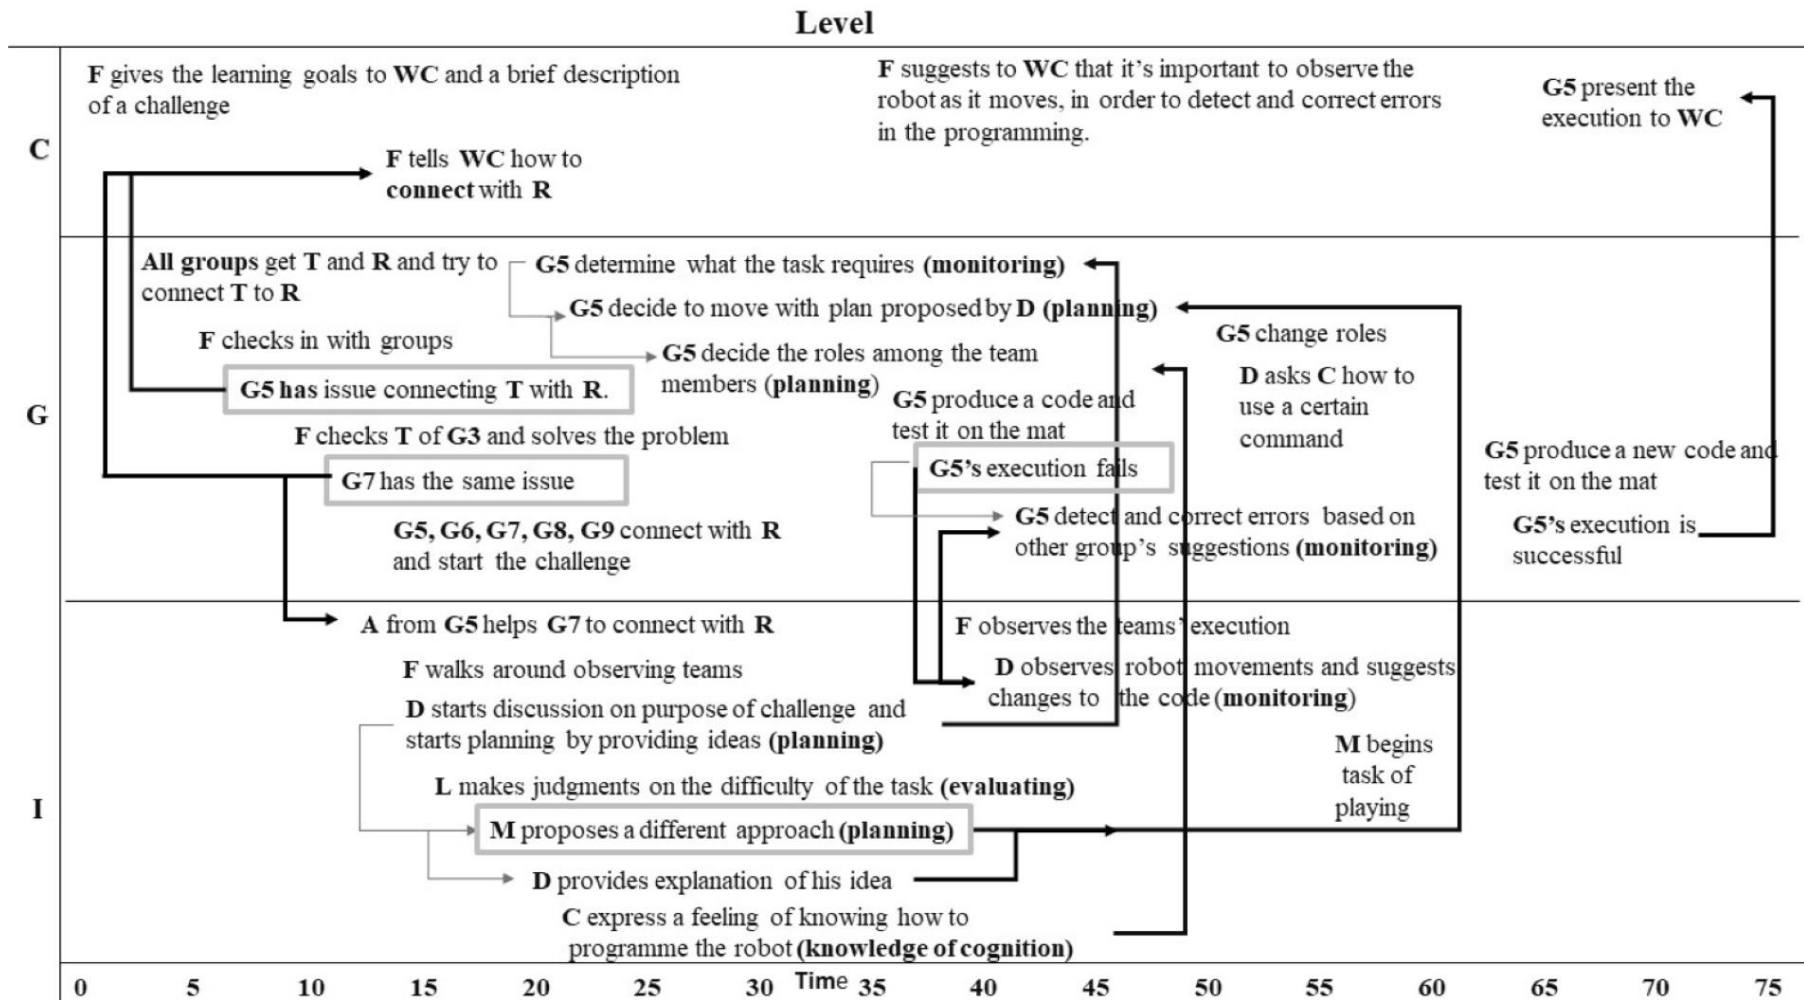 Level
C
F gives the learning goals to WC and a brief description
of a challenge
F suggests to WC that it's important to observe the
robot as it moves, in order to detect and correct errors
in the programming.
G5 present the
execution to WC
F tells WC how to
connect with R
G
All groups get T and R and try to
connect T to R
G5 determine what the task requires (monitoring)
G5 decide to move with plan proposed by D (planning)
F checks in with groups
G5 decide the roles among the team
members (planning)
G5 change roles
G5 has issue connecting T with R.
D asks C how to
use a certain
command
G5 produce a code and
test it on the mat
F checks T of G3 and solves the problem
G5's execution fails
G7 has the same issue
G5 produce a new code and
test it on the mat
G5, G6, G7, G8, G9 connect with R
and start the challenge
G5 detect and correct errors based on
other group's suggestions (monitoring)
G5's execution is
successful
I
A from G5 helps G7 to connect with R
F observes the teams' execution
F walks around observing teams
D observes robot movements and suggests
changes to the code (monitoring)
D starts discussion on purpose of challenge and
starts planning by providing ideas (planning)
M begins
task of
playing
L makes judgments on the difficulty of the task (evaluating)
M proposes a different approach (planning)
D provides explanation of his idea
C express a feeling of knowing how to
programme the robot (knowledge of cognition)
0 5 10 15 20 25 30 Time 35 40 45 50 55 60 65 70 75